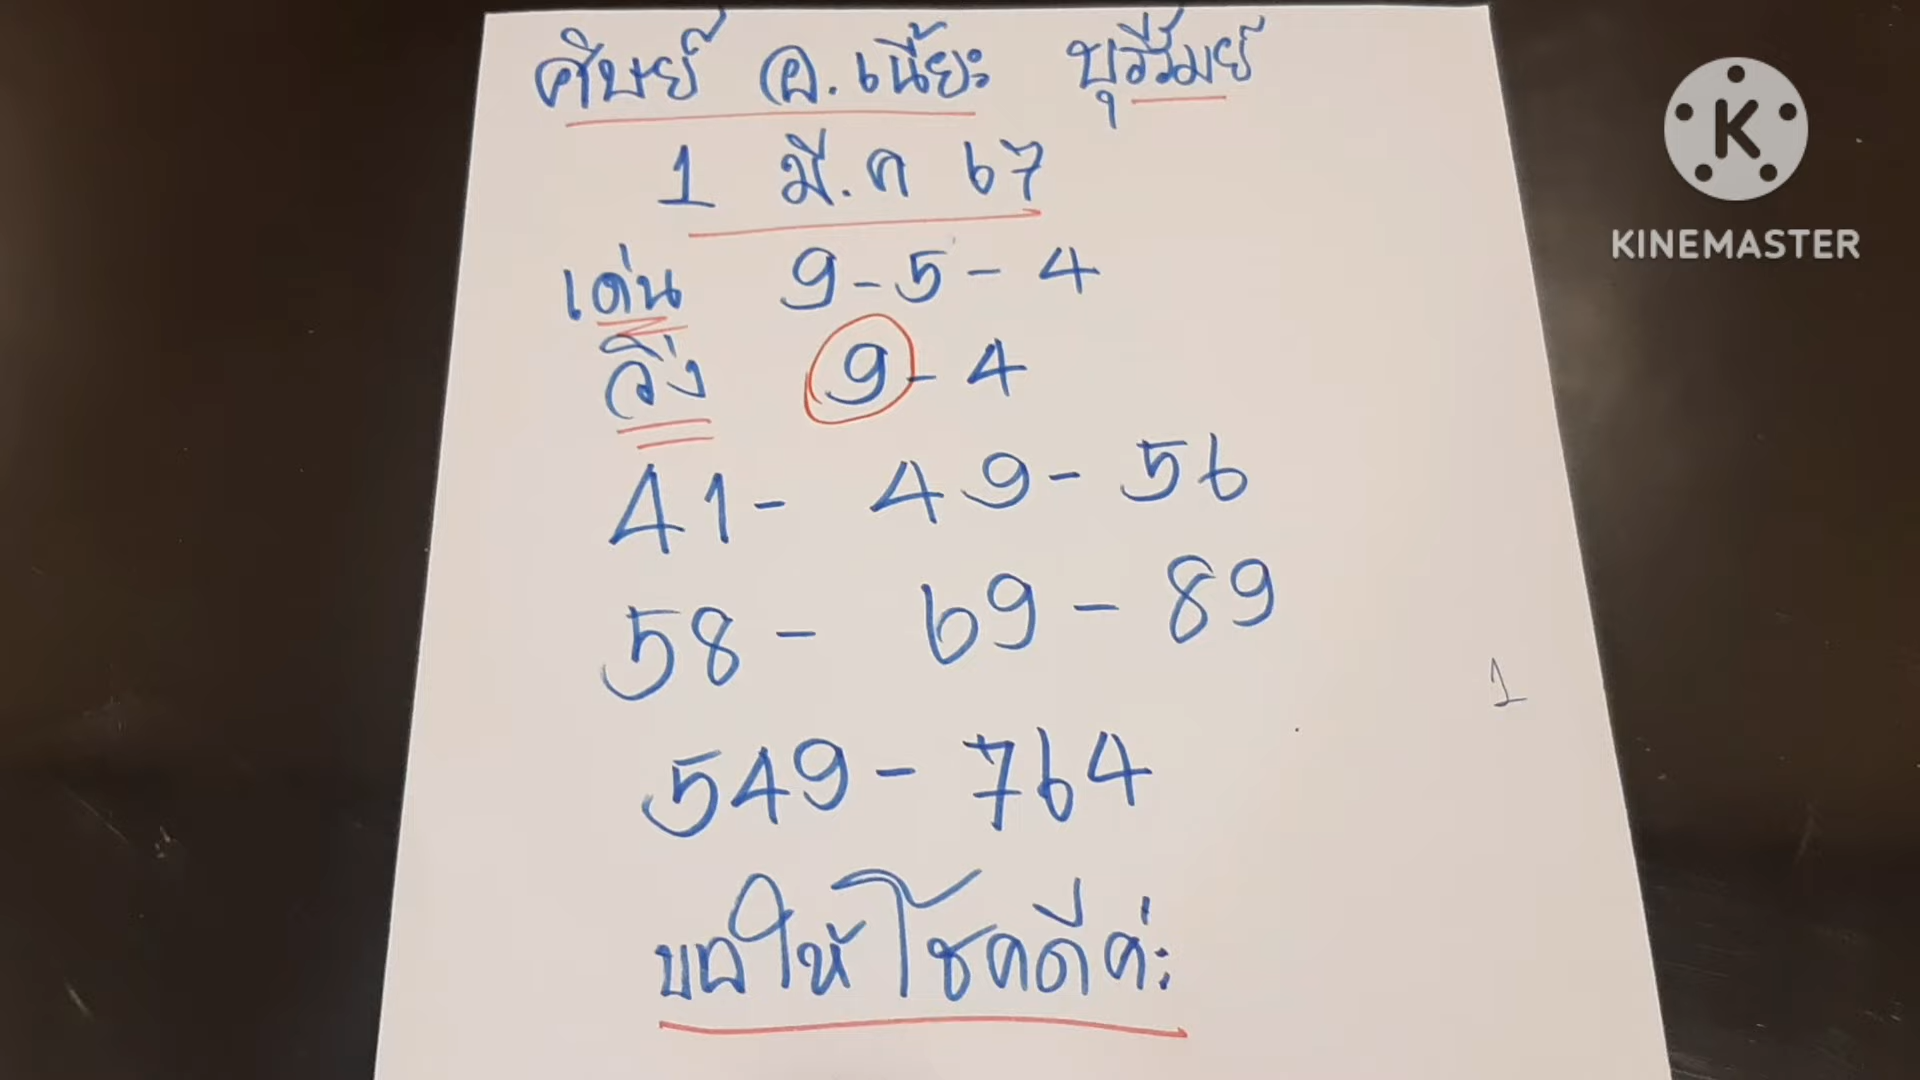 ศิษย์ อ.เนี้ยะ บุรีรัมย์
K
KINEMASTER
1 มี.ค 67
เด่น 9-5-4
วิ่ง 9-4
41- 49-56
58- 69-89
1
549-764
ขอให้โชคดีค่ะ